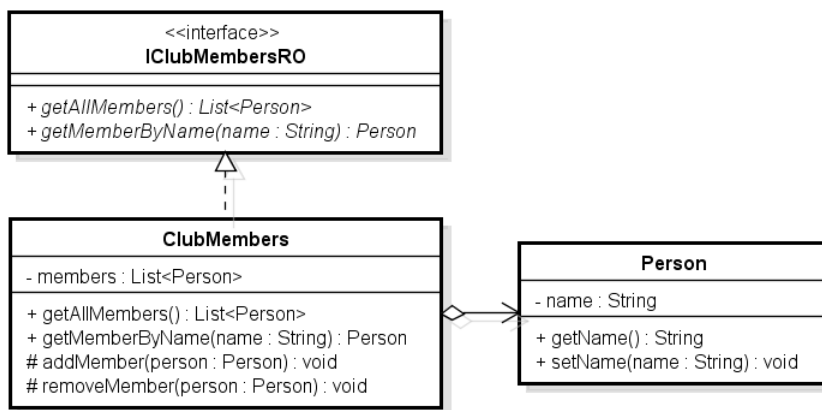 <<interface>>
IClubMembersRO
+ getAllMembers() : List<Person>
+ getMemberByName(name : String) : Person
ClubMembers
- members : List<Person>
+ getAllMembers() : List<Person>
+ getMemberByName(name : String) : Person
# addMember(person : Person) : void
# removeMember(person : Person) : void
Person
- name : String
+ getName() : String
+ setName(name : String) : void